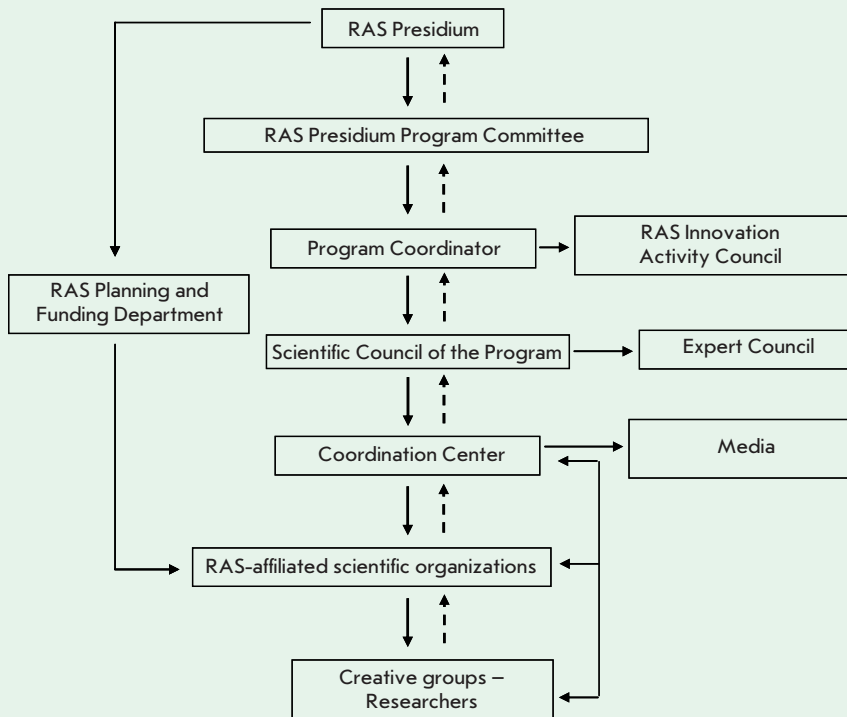 RAS Presidium
RAS Presidium Program Committee
Program Coordinator
RAS Innovation
Activity Council
RAS Planning and
Funding Department
Scientific Council of the Program
Expert Council
Coordination Center
Media
RAS-affiliated scientific organizations
Creative groups –
Researchers